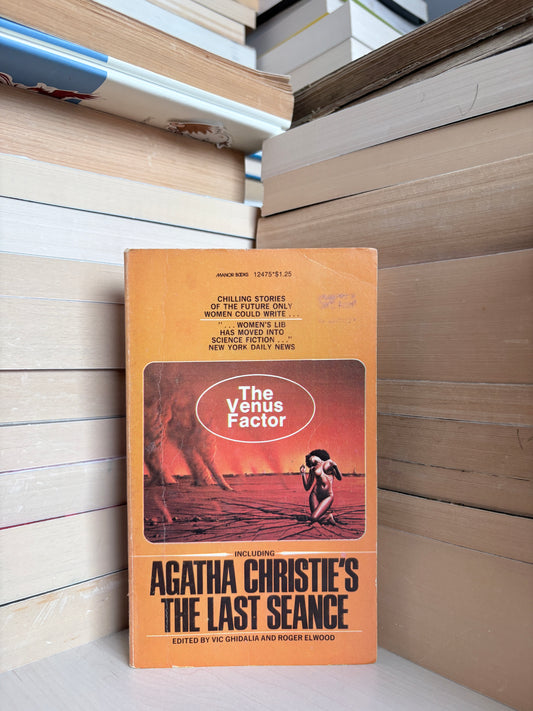 MANOR BOOKS 12475*$1.25
CHILLING STORIES
OF THE FUTURE ONLY
WOMEN COULD WRITE . . .
" . . . WOMEN'S LIB
HAS MOVED INTO
SCIENCE FICTION . . ."
NEW YORK DAILY NEWS
The
Venus
Factor
INCLUDING
AGATHA CHRISTIE'S
THE LAST SEANCE
EDITED BY VIC GHIDALIA AND ROGER ELWOOD